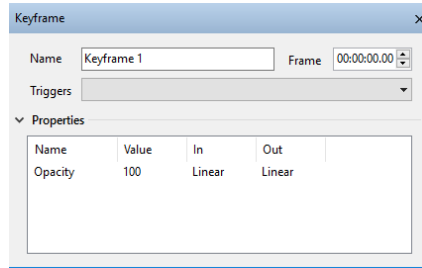 Keyframe
Name Keyframe 1 Frame 00:00:00.00
Triggers
Properties
Name Value In Out
Opacity 100 Linear Linear